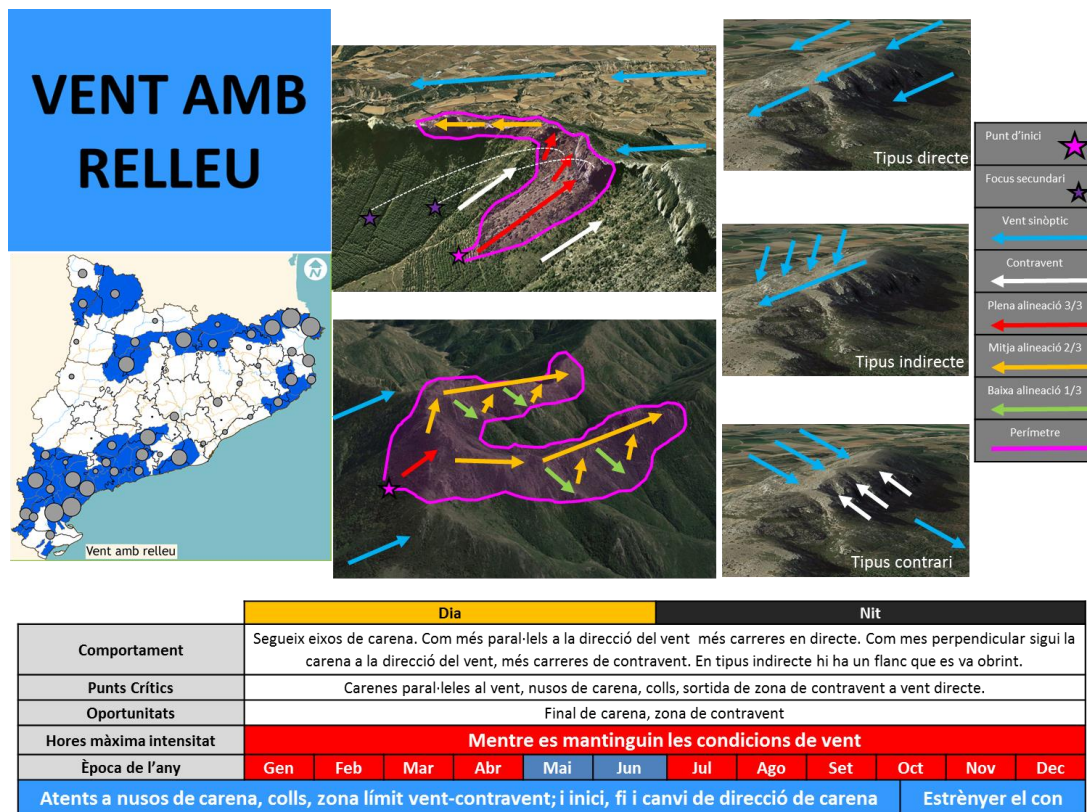 VENT AMB
RELLEU
N
Vent amb relleu
Tipus directe
Tipus indirecte
Tipus contrari
Punt d'inici
Focus secundari
Vent sinòptic
Contravent
Plena alineació 3/3
Mitja alineació 2/3
Baixa alineació 1/3
Perímetre
Dia Nit
Comportament
Segueix eixos de carena. Com més paral·lels a la direcció del vent més carreres en directe. Com mes perpendicular sigui la
carena a la direcció del vent, més carreres de contravent. En tipus indirecte hi ha un flanc que es va obrint.
Punts Crítics Carenes paral·leles al vent, nusos de carena, colls, sortida de zona de contravent a vent directe.
Oportunitats Final de carena, zona de contravent
Hores màxima intensitat Mentre es mantinguin les condicions de vent
Època de l'any Gen Feb Mar Abr Mai Jun Jul Ago Set Oct Nov Dec
Atents a nusos de carena, colls, zona límit vent-contravent; i inici, fi i canvi de direcció de carena Estrènyer el con